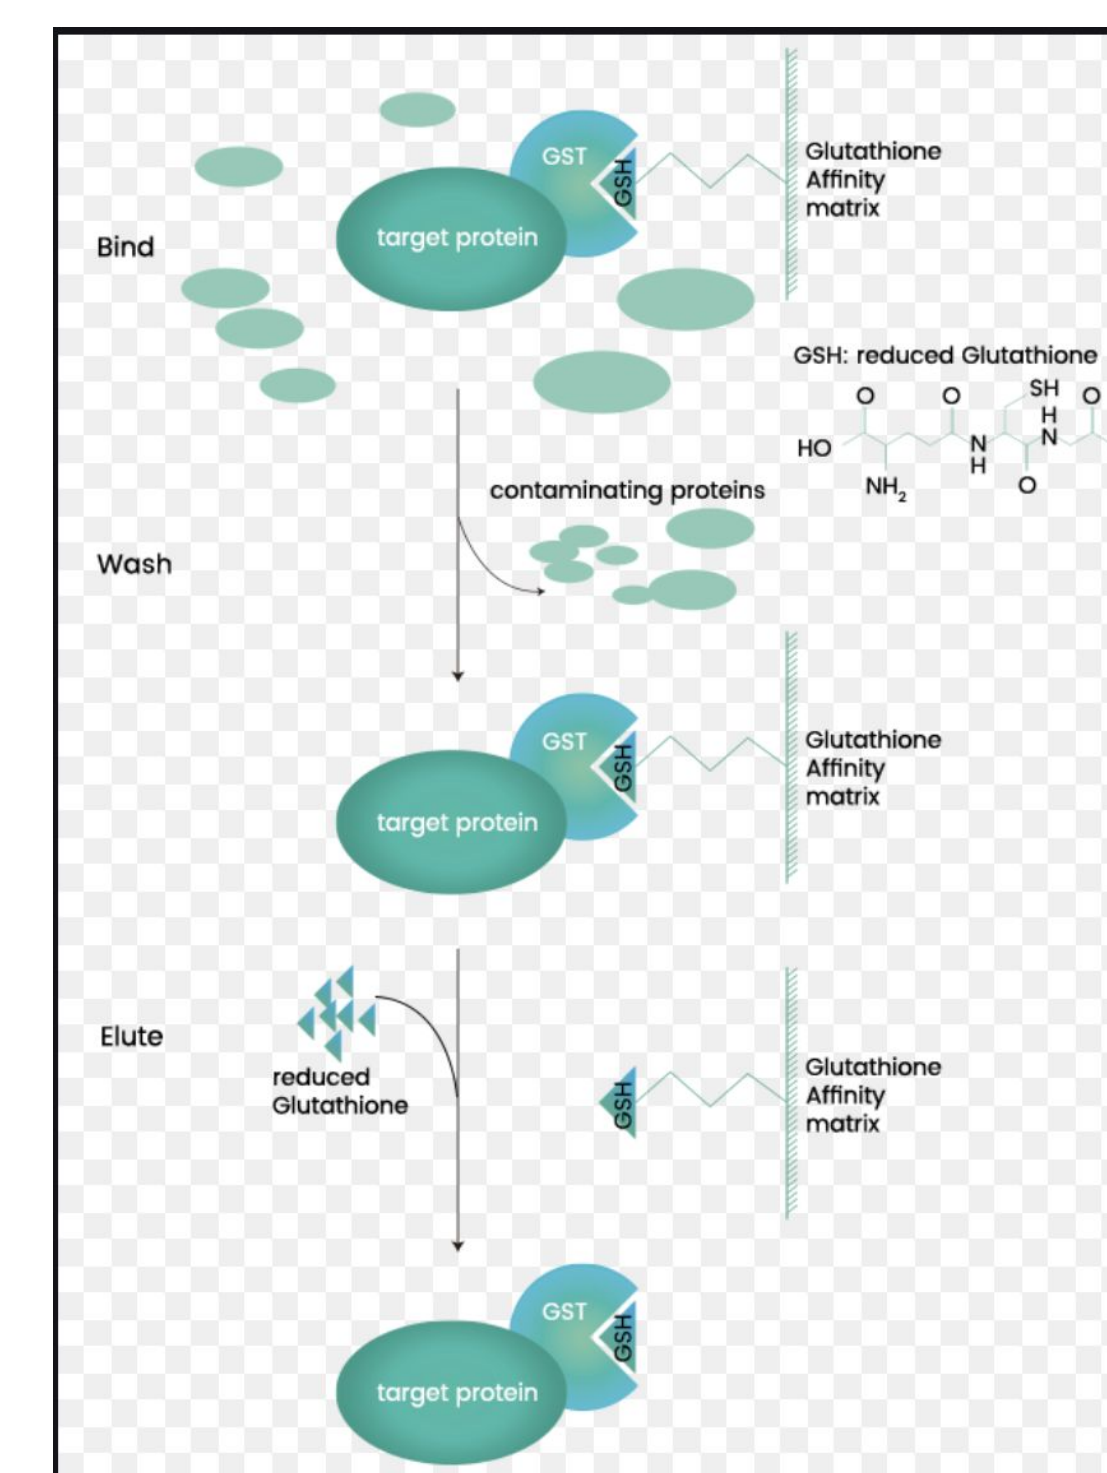 GST
GSH
target protein
Glutathione
Affinity
matrix
Bind
GSH: reduced Glutathione
O
O
SH
O
H
N
HO
N
H
NH2
O
contaminating proteins
Wash
GST
GSH
target protein
Glutathione
Affinity
matrix
Elute
reduced
Glutathione
GSH
Glutathione
Affinity
matrix
GST
GSH
target protein